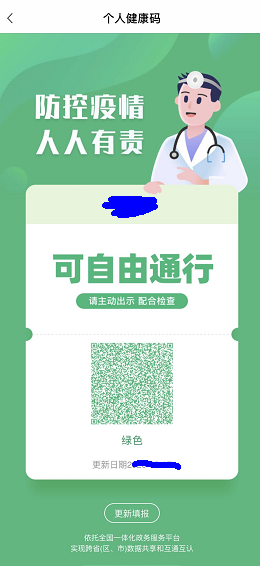 个人健康码
防控疫情
人人有责
可自由通行
请主动出示 配合检查
绿色
更新日期2
更新填报
依托全国一体化政务服务平台
实现跨省(区、市)数据共享和互通互认